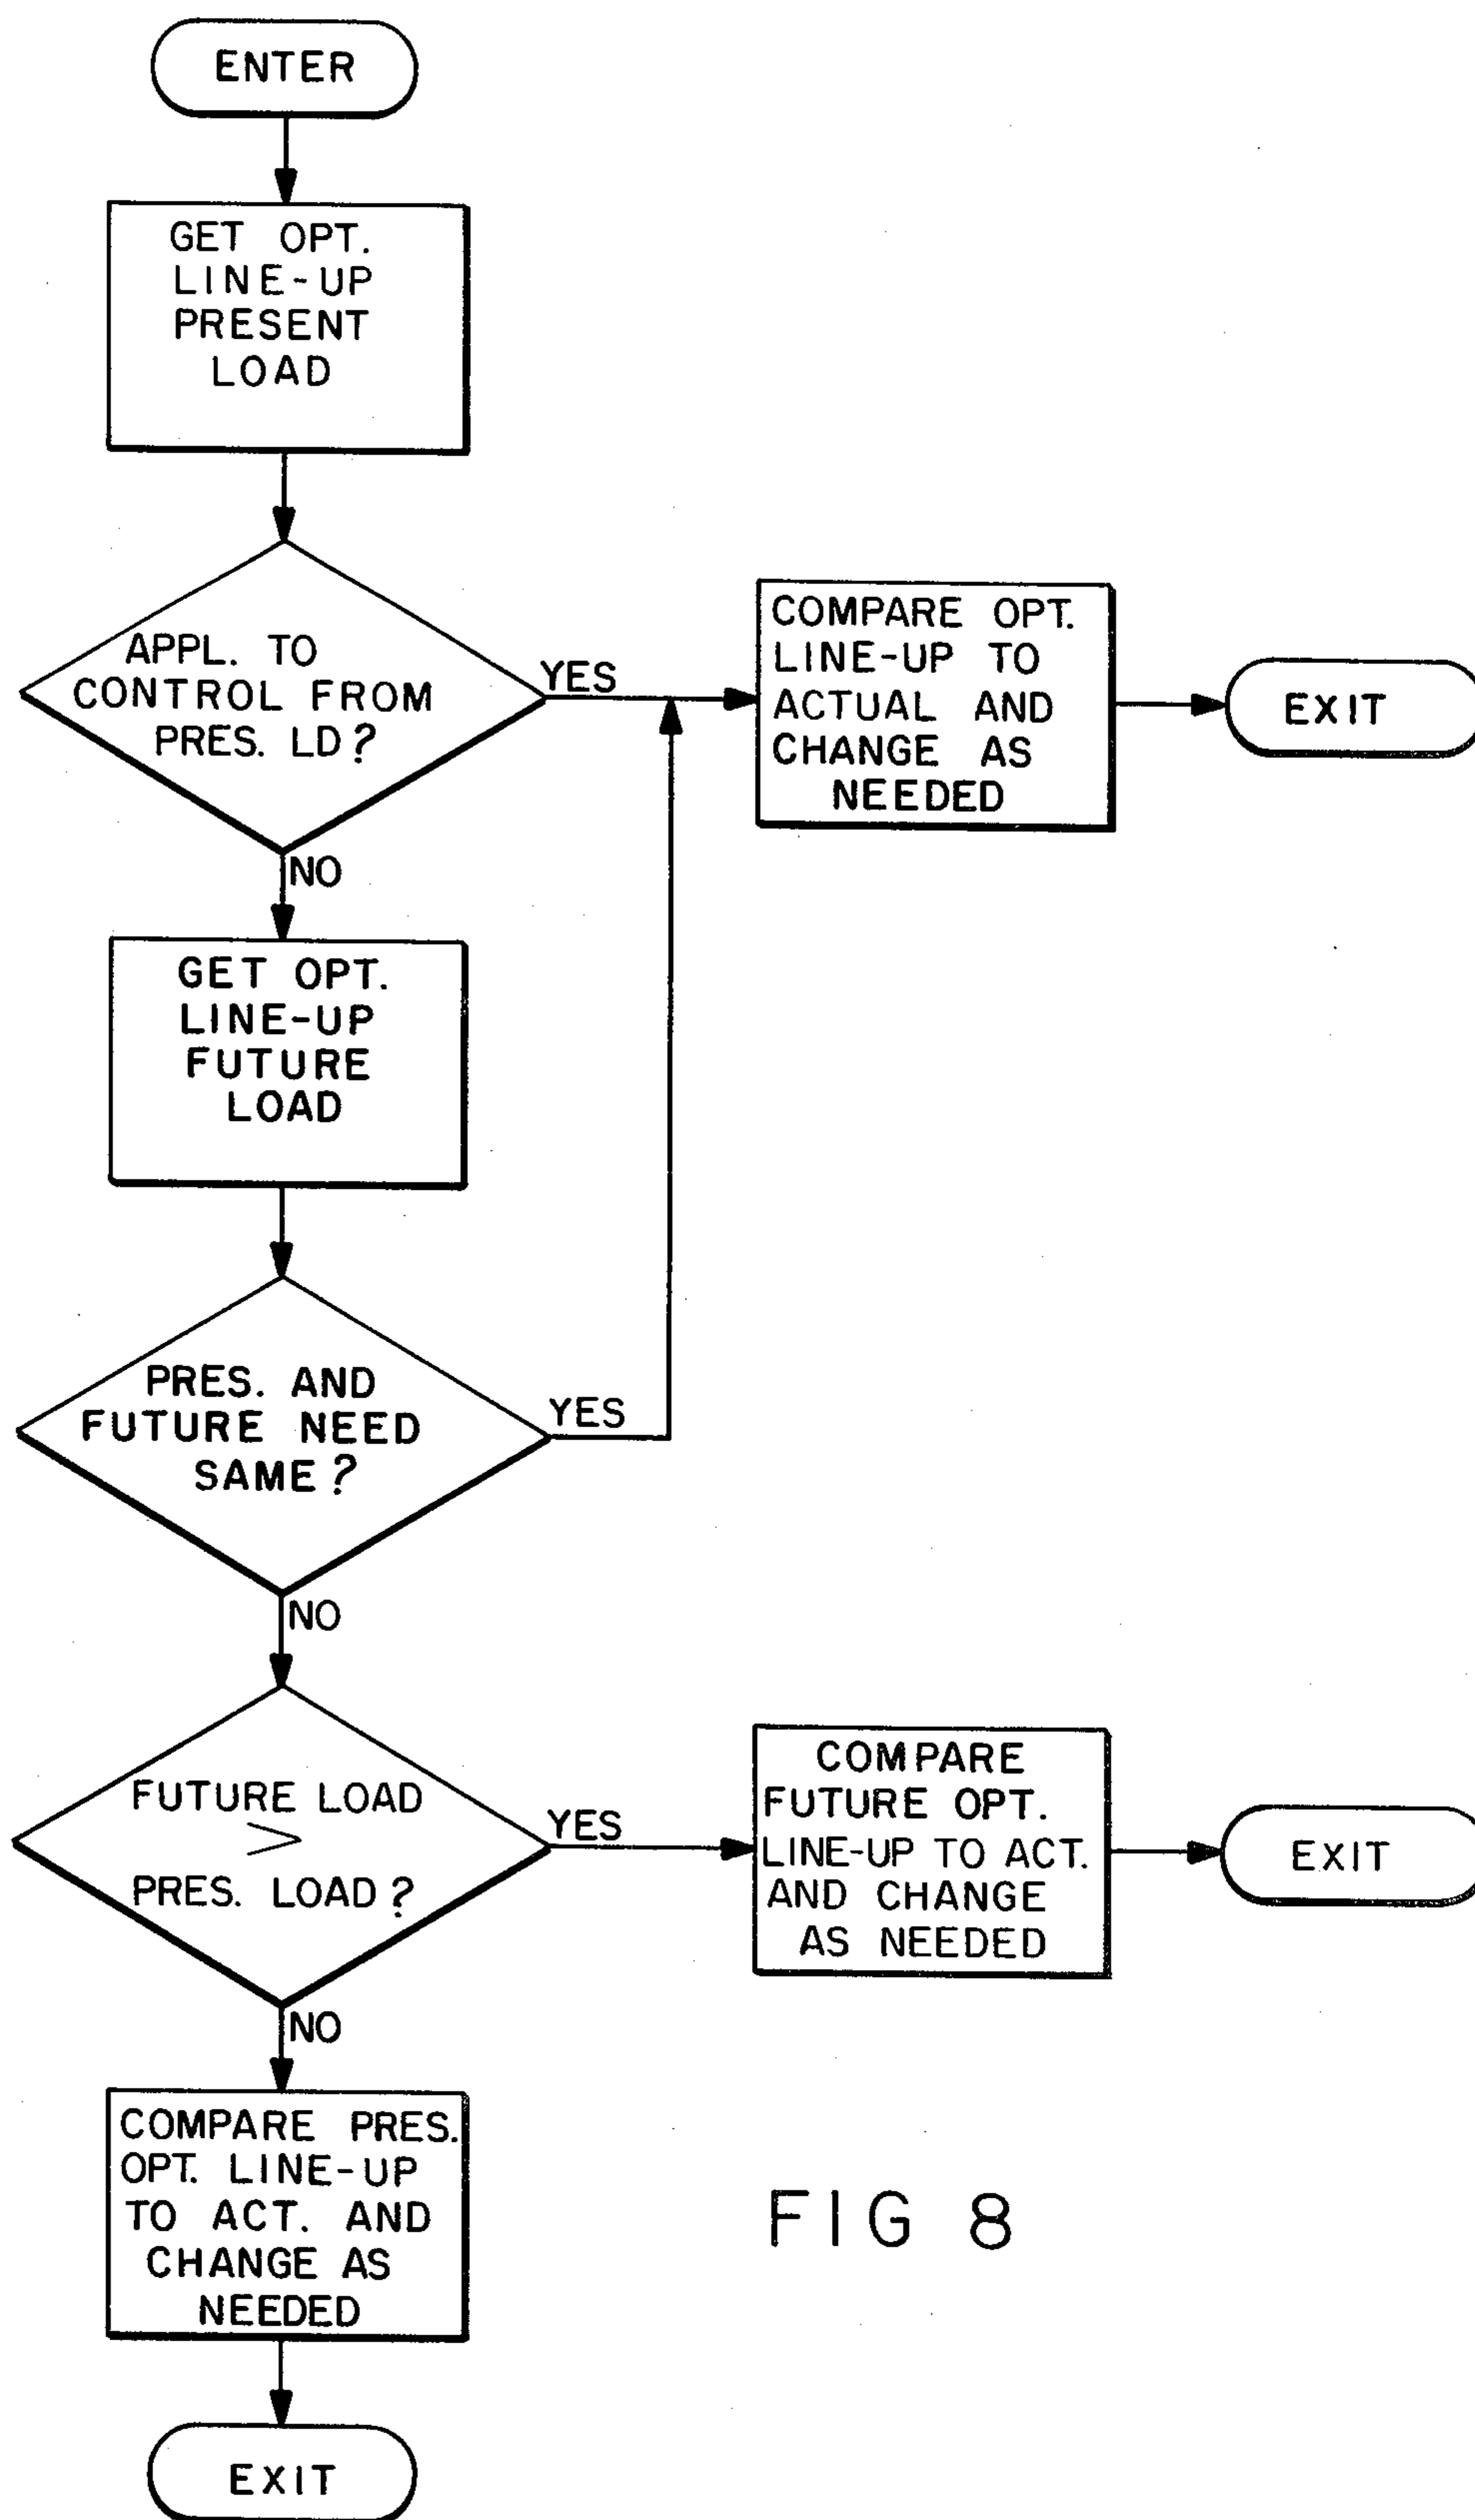 ENTER
GET OPT.
LINE-UP
PRESENT
LOAD
APPL. TO
CONTROL FROM
PRES. LD?
YES
COMPARE OPT.
LINE-UP TO
ACTUAL AND
CHANGE AS
NEEDED
EXIT
NO
GET OPT.
LINE-UP
FUTURE
LOAD
PRES. AND
FUTURE NEED
SAME?
YES
NO
FUTURE LOAD
>
PRES. LOAD?
YES
COMPARE
FUTURE OPT.
LINE-UP TO ACT.
AND CHANGE
AS NEEDED
EXIT
NO
COMPARE PRES.
OPT. LINE-UP
TO ACT. AND
CHANGE AS
NEEDED
EXIT
FIG 8